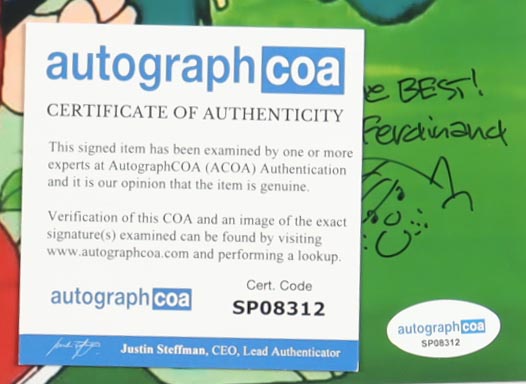 autographcoa
CERTIFICATE OF AUTHENTICITY
This signed item has been examined by one or more
experts at AutographCOA (ACOA) Authentication
and it is our opinion that the item is genuine.
Verification of this COA and an image of the exact
signature(s) examined can be found by visiting
www.autographcoa.com and performing a lookup.
autographcoa
Cert. Code
SP08312
Justin Steffman, CEO, Lead Authenticator
BEST!
Ferdinand
autographcoa
SP08312